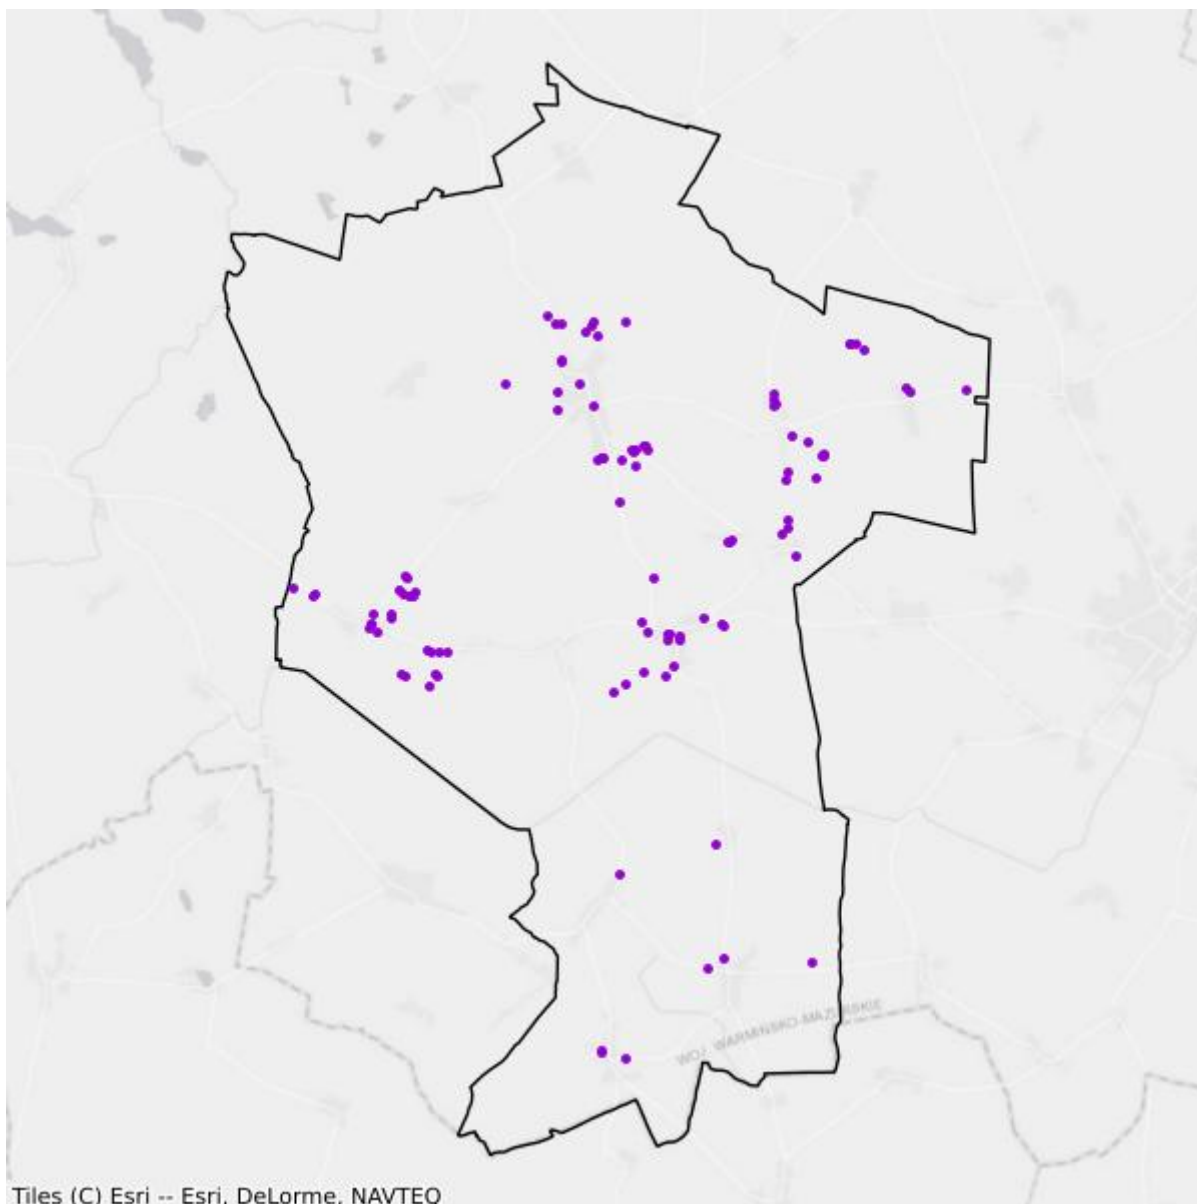 WOJ. WARMIŃSKO-MAZURSKIE
Tiles (C) Esri -- Esri, DeLorme, NAVTEQ